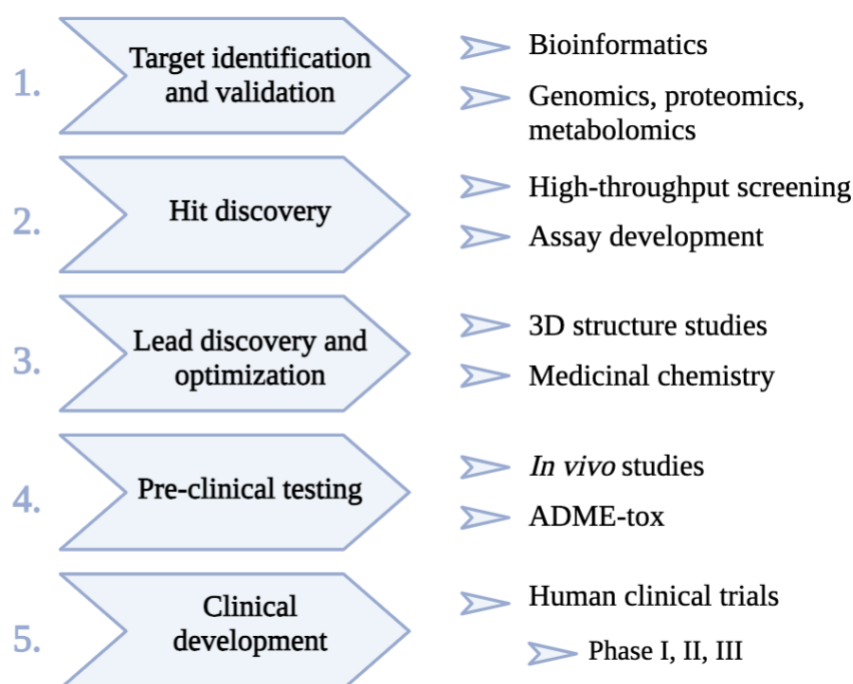 1.
Target identification
and validation
Bioinformatics
Genomics, proteomics,
metabolomics
2.
Hit discovery
High-throughput screening
Assay development
3.
Lead discovery and
optimization
3D structure studies
Medicinal chemistry
4.
Pre-clinical testing
In vivo studies
ADME-tox
5.
Clinical
development
Human clinical trials
Phase I, II, III